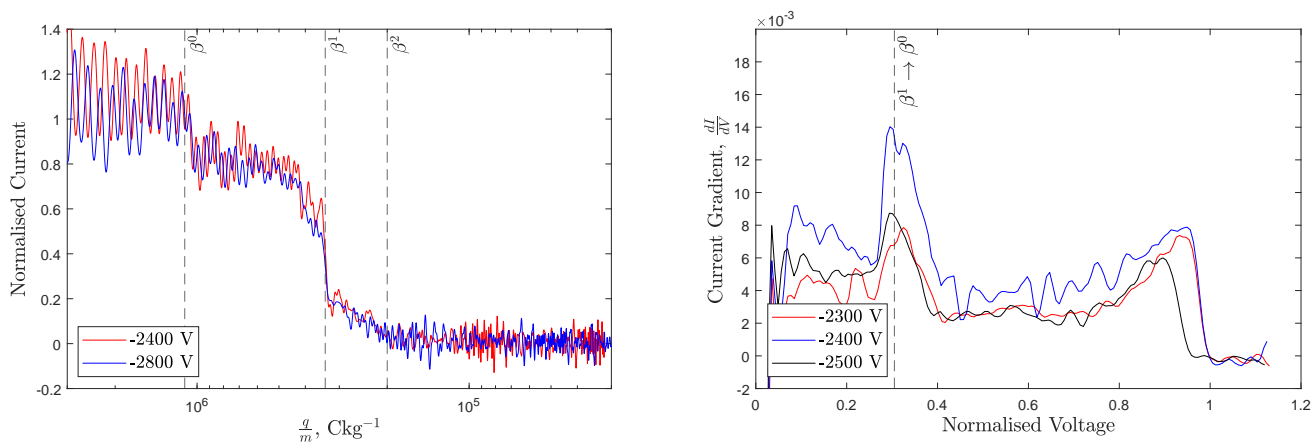 1.4
1.2
1
0.8
0.6
0.4
0.2
0
-0.2
Normalised Current
β⁰
β¹
β²
-2400 V
-2800 V
10⁶
10⁵
q/m, Ckg⁻¹
×10⁻³
18
16
14
12
10
8
6
4
2
0
-2
Current Gradient, dI/dV
β¹ → β⁰
-2300 V
-2400 V
-2500 V
0
0.2
0.4
0.6
0.8
1
1.2
Normalised Voltage